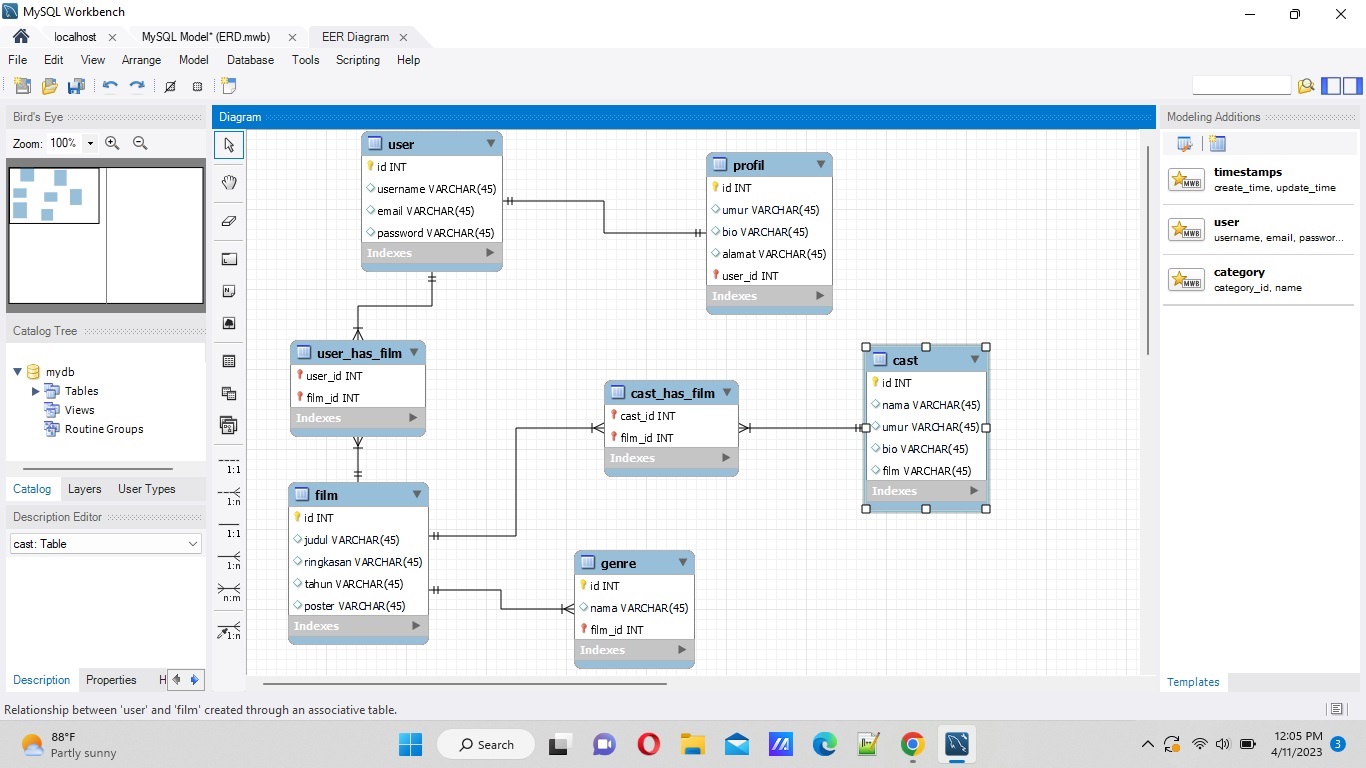 MySQL Workbench
localhost
MySQL Model* (ERD.mwb)
EER Diagram
File Edit View Arrange Model Database Tools Scripting Help
Bird's Eye
Zoom: 100%
Catalog Tree
mydb
Tables
Views
Routine Groups
Catalog Layers User Types
Description Editor
cast: Table
Description Properties H
1:1
1:n
1:1
1:n
n:m
1:n
Diagram
user
id INT
username VARCHAR(45)
email VARCHAR(45)
password VARCHAR(45)
Indexes
profil
id INT
umur VARCHAR(45)
bio VARCHAR(45)
alamat VARCHAR(45)
user_id INT
Indexes
user_has_film
user_id INT
film_id INT
Indexes
cast_has_film
cast_id INT
film_id INT
Indexes
cast
id INT
nama VARCHAR(45)
umur VARCHAR(45)
bio VARCHAR(45)
film VARCHAR(45)
Indexes
film
id INT
judul VARCHAR(45)
ringkasan VARCHAR(45)
tahun VARCHAR(45)
poster VARCHAR(45)
Indexes
genre
id INT
nama VARCHAR(45)
film_id INT
Indexes
Modeling Additions
MWB
timestamps
create_time, update_time
MWB
user
username, email, passwor...
MWB
category
category_id, name
Templates
Relationship between 'user' and 'film' created through an associative table.
88°F
Partly sunny
Search
12:05 PM
4/11/2023
3